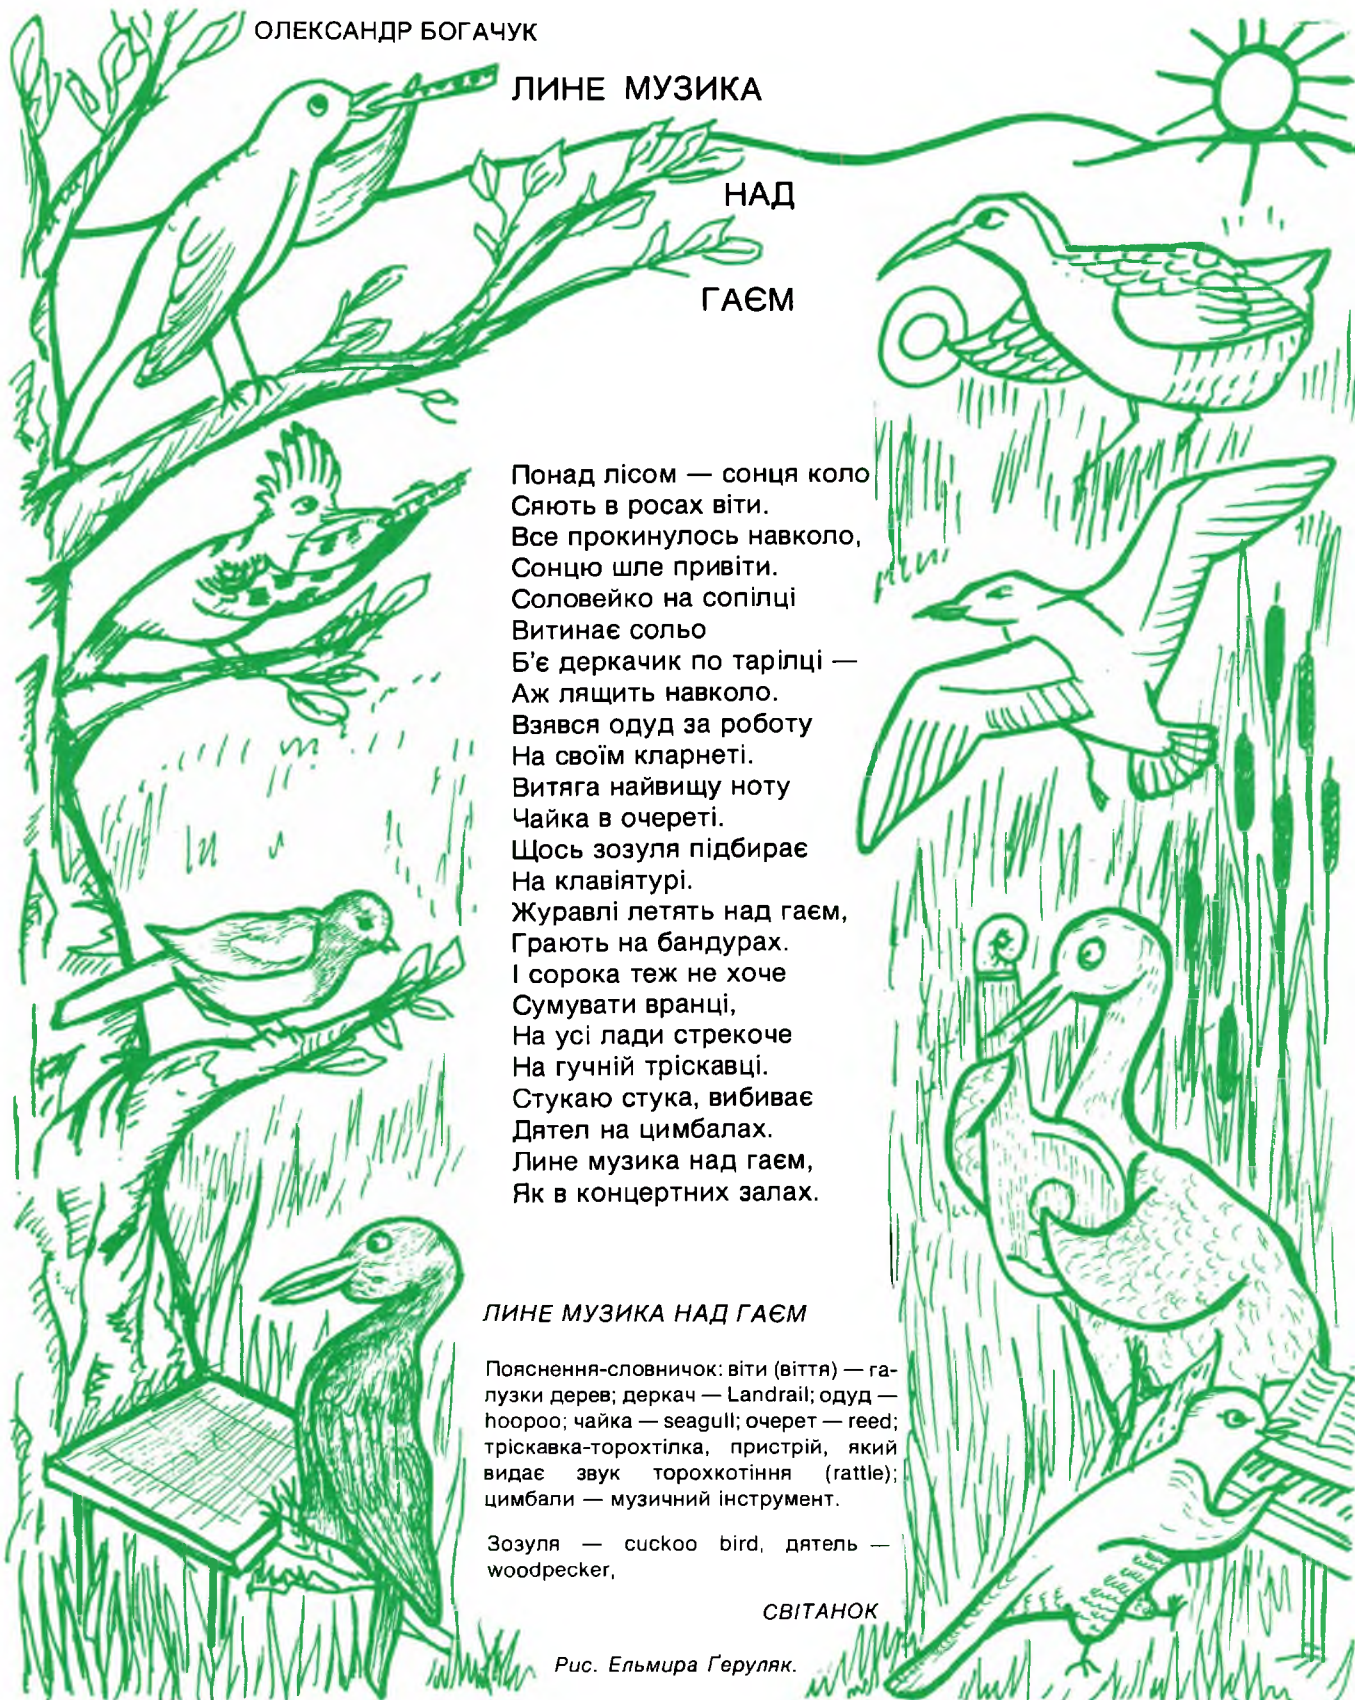 ОЛЕКСАНДР БОГАЧУК
ЛИНЕ МУЗИКА
НАД
ГАЄМ
Понад лісом — сонця коло
Сяють в росах віти.
Все прокинулось навколо,
Сонцю шле привіти.
Соловейко на сопілці
Витинає сольо
Б'є деркачик по тарілці —
Аж лящить навколо.
Взявся одуд за роботу
На своїм кларнеті.
Витяга найвищу ноту
Чайка в очереті.
Щось зозуля підбирає
На клавіятурі.
Журавлі летять над гаєм,
Грають на бандурах.
І сорока теж не хоче
Сумувати вранці,
На усі лади стрекоче
На гучній тріскавці.
Стукаю стука, вибиває
Дятел на цимбалах.
Лине музика над гаєм,
Як в концертних залах.
ЛИНЕ МУЗИКА НАД ГАЄМ
Пояснення-словничок: віти (віття) — га-
лузки дерев; деркач — Landrail; одуд —
hoopoo; чайка — seagull; очерет — reed;
тріскавка-торохтілка, пристрій, який
видає звук торохкотіння (rattle);
цимбали — музичний інструмент.
Зозуля — cuckoo bird, дятель —
woodpecker,
СВІТАНОК
Рис. Ельмира Ґеруляк.